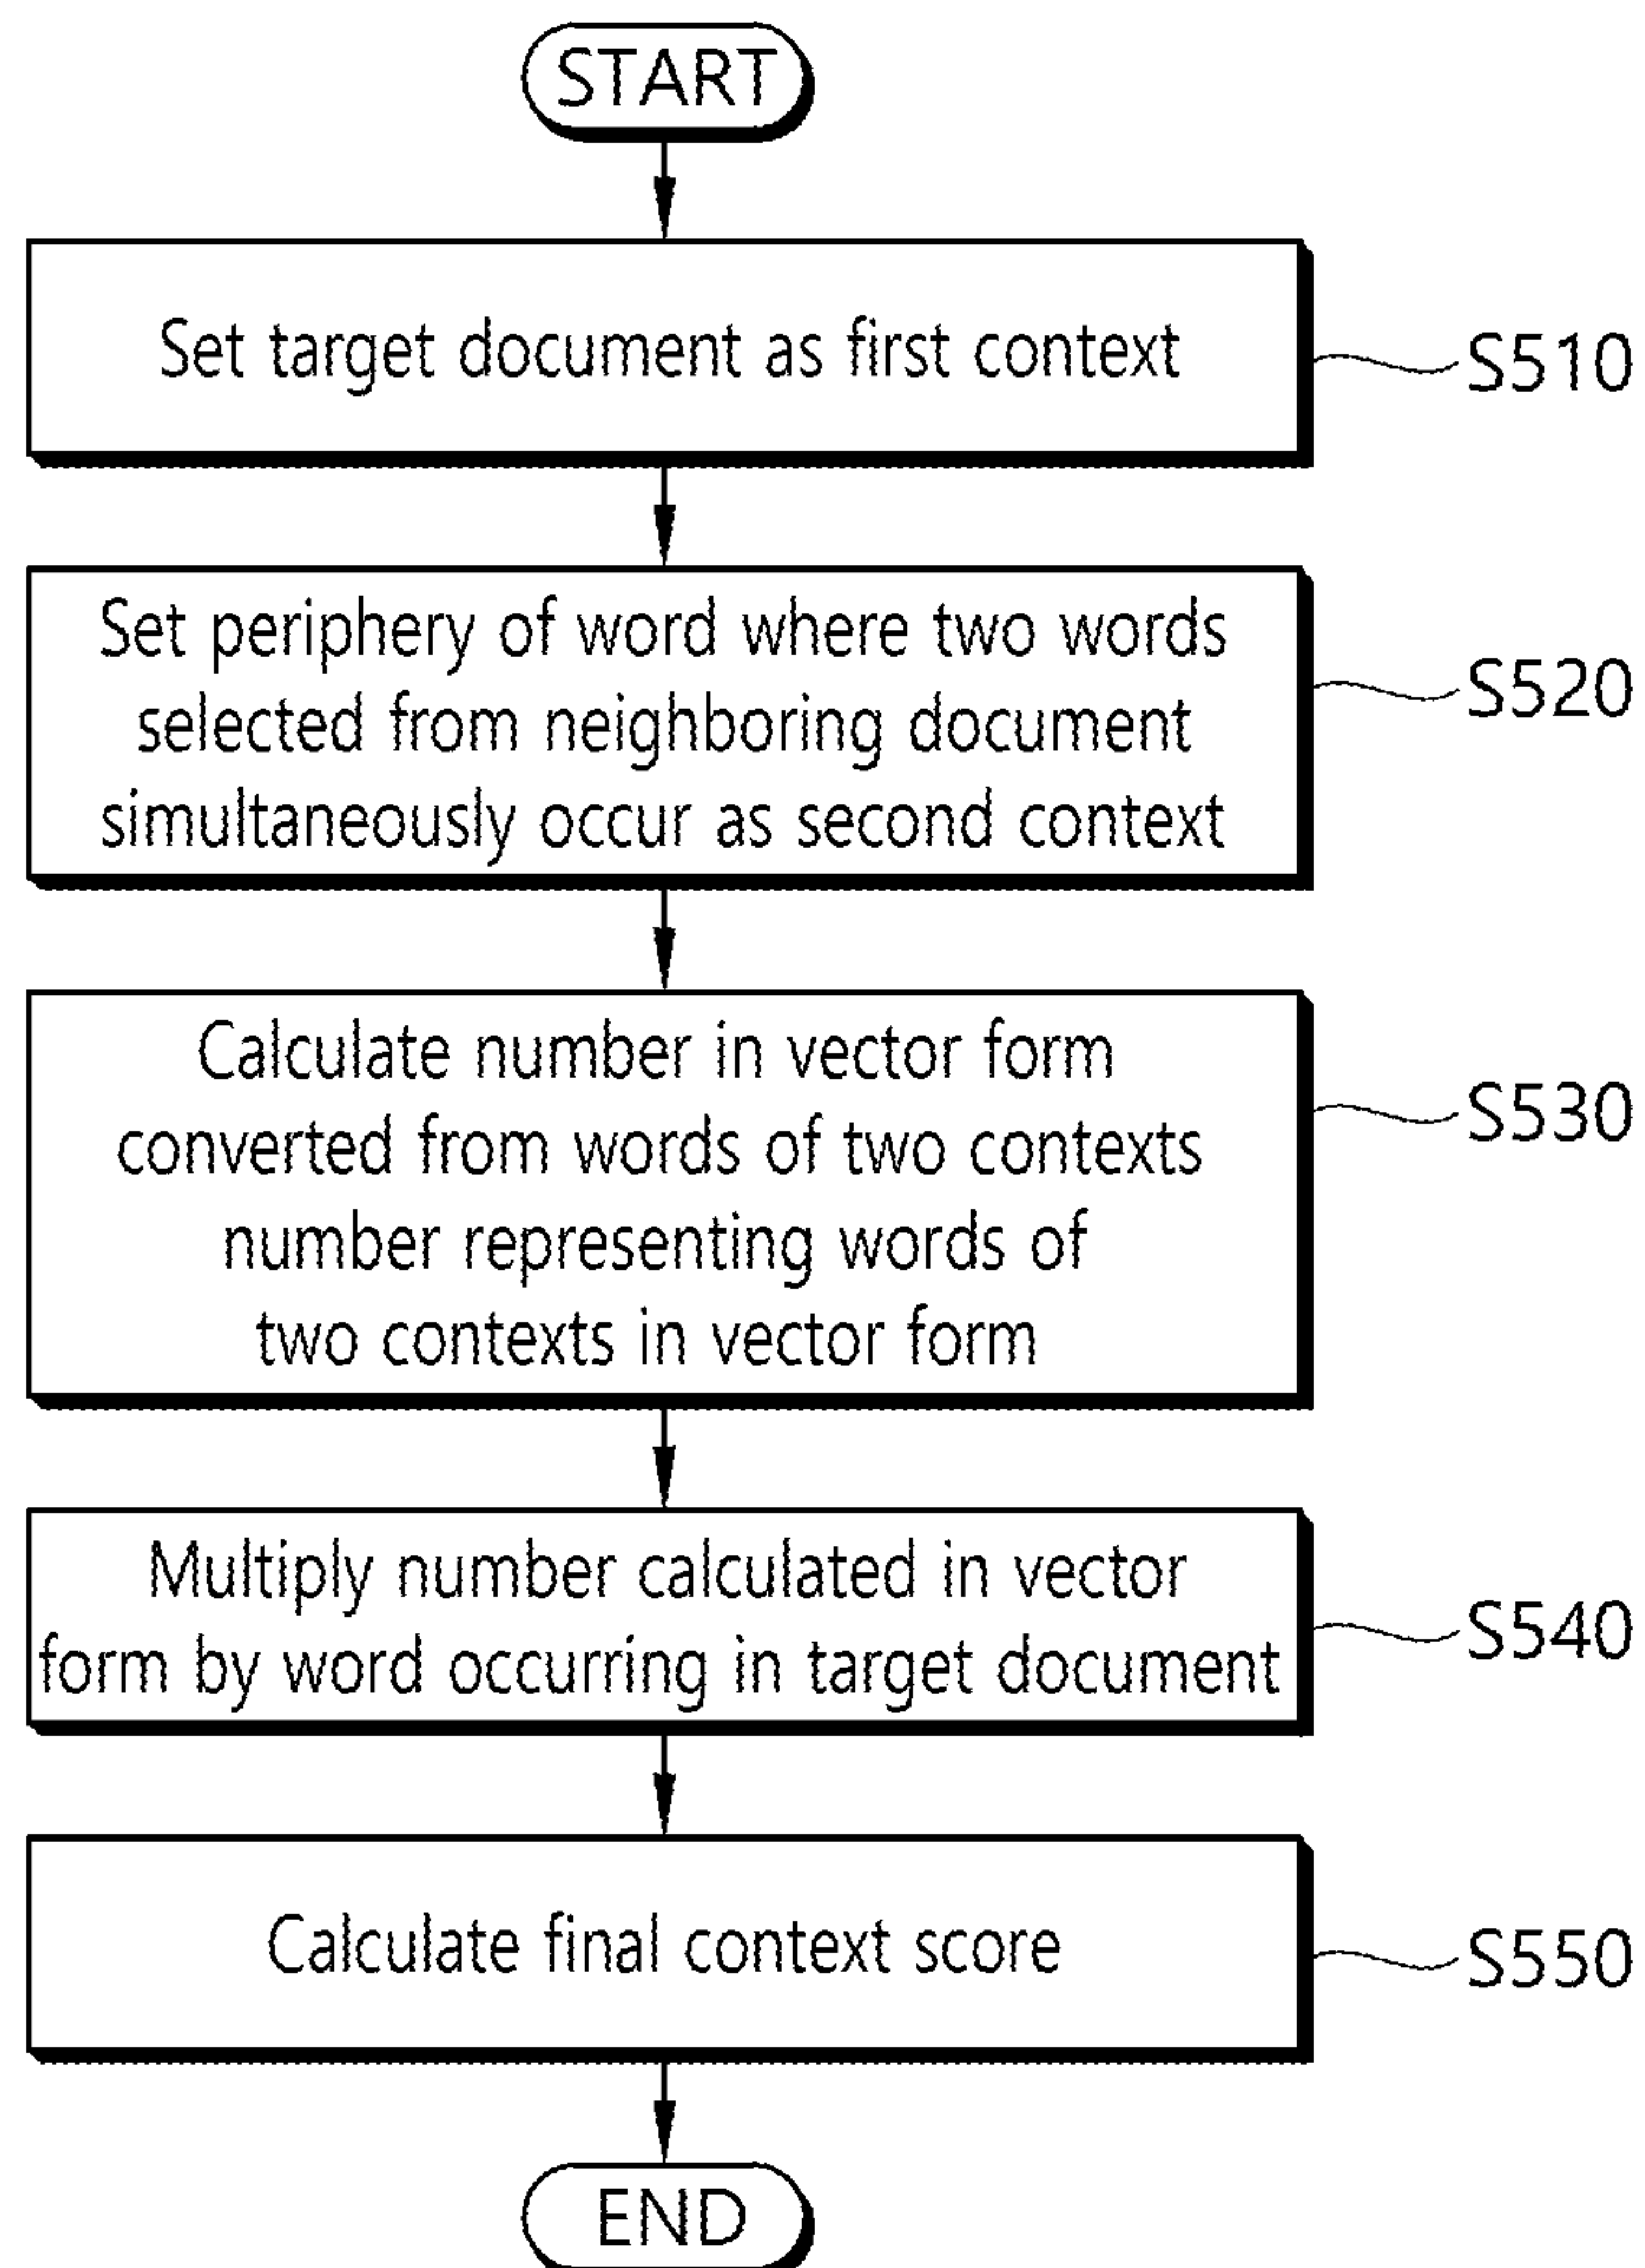 START
Set target document as first context
S510
Set periphery of word where two words
selected from neighboring document
simultaneously occur as second context
S520
Calculate number in vector form
converted from words of two contexts
number representing words of
two contexts in vector form
S530
Multiply number calculated in vector
form by word occurring in target document
S540
Calculate final context score
S550
END